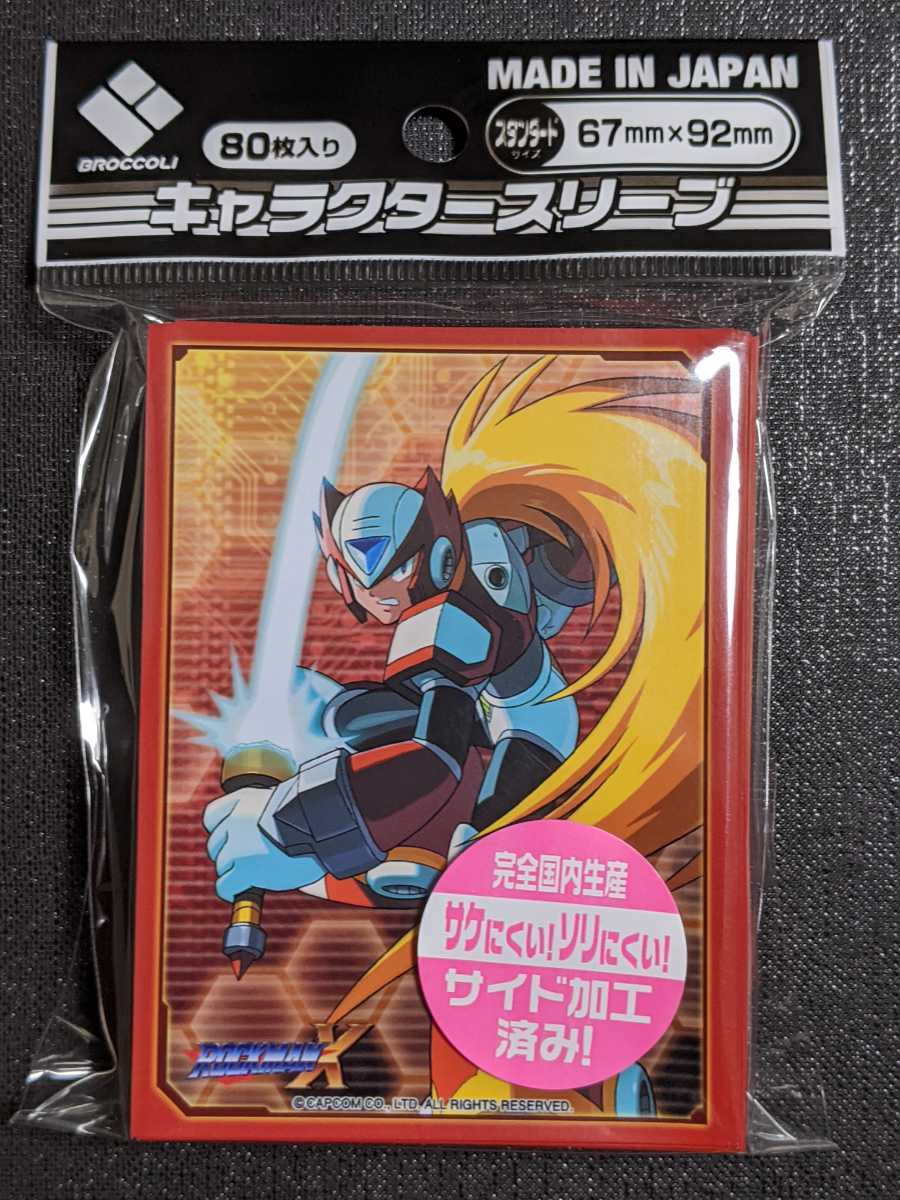 MADE IN JAPAN
BROCCOLI
80枚入り
スタンダードサイズ
67mm×92mm
キャラクタースリーブ
完全国内生産
サケにくい!ソリにくい!
サイド加工
済み!
ROCKMAN X
©CAPCOM CO., LTD. ALL RIGHTS RESERVED.